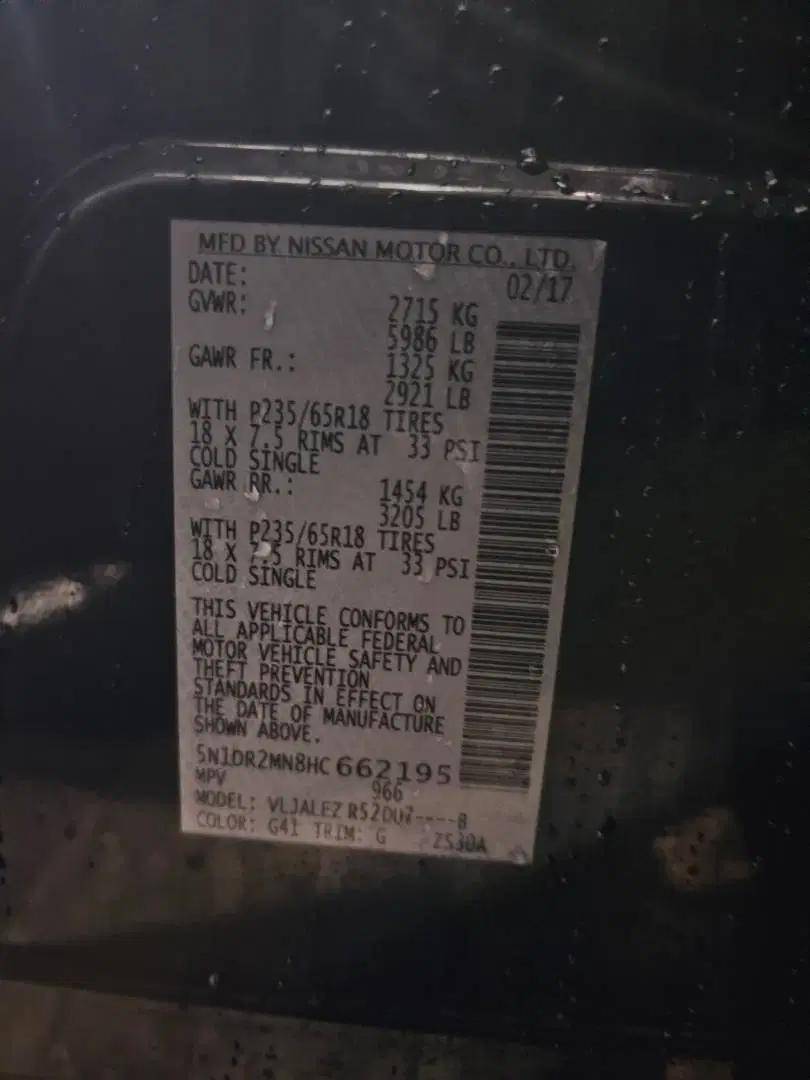 MFD BY NISSAN MOTOR CO., LTD.
DATE: 02/17
GVWR: 2715 KG
5986 LB
GAWR FR.: 1325 KG
2921 LB
WITH P235/65R18 TIRES
18 X 7.5 RIMS AT 33 PSI
COLD SINGLE
GAWR RR.: 1454 KG
3205 LB
WITH P235/65R18 TIRES
18 X 7.5 RIMS AT 33 PSI
COLD SINGLE
THIS VEHICLE CONFORMS TO
ALL APPLICABLE FEDERAL
MOTOR VEHICLE SAFETY AND
THEFT PREVENTION
STANDARDS IN EFFECT ON
THE DATE OF MANUFACTURE
SHOWN ABOVE.
5N1DR2MN8HC 662195
MPV 966
MODEL: ----B
COLOR: G41 TRIM: G ZS30A